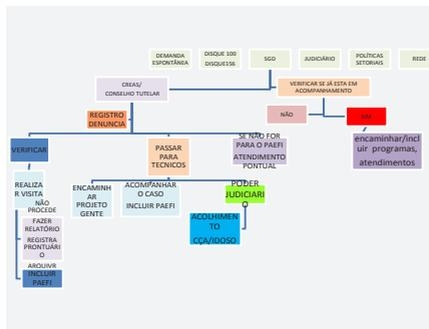 DEMANDA
ESPONTÂNEA
DISQUE 100
DISQUE156
SGD
JUDICIÁRIO
POLÍTICAS
SETORIAIS
REDE
CREAS/
CONSELHO TUTELAR
VERIFICAR SE JÁ ESTA EM
ACOMPANHAMENTO
REGISTRO
DENUNCIA
NÃO
SIM
VERIFICAR
PASSAR
PARA
TECNICOS
SE NÃO FOR
PARA O PAEFI
ATENDIMENTO
PONTUAL
encaminhar/incl
uir programas,
atendimentos
REALIZA
R VISITA
NÃO
PROCEDE
FAZER
RELATÓRIO
REGISTRA
PRONTUÁRI
O
ARQUIVR
INCLUIR
PAEFI
ENCAMINH
AR
PROJETO
GENTE
ACOMPANHAR
O CASO
INCLUIR PAEFI
PODER
JUDICIARI
O
ACOLHIMEN
TO
CÇA/IDOSO